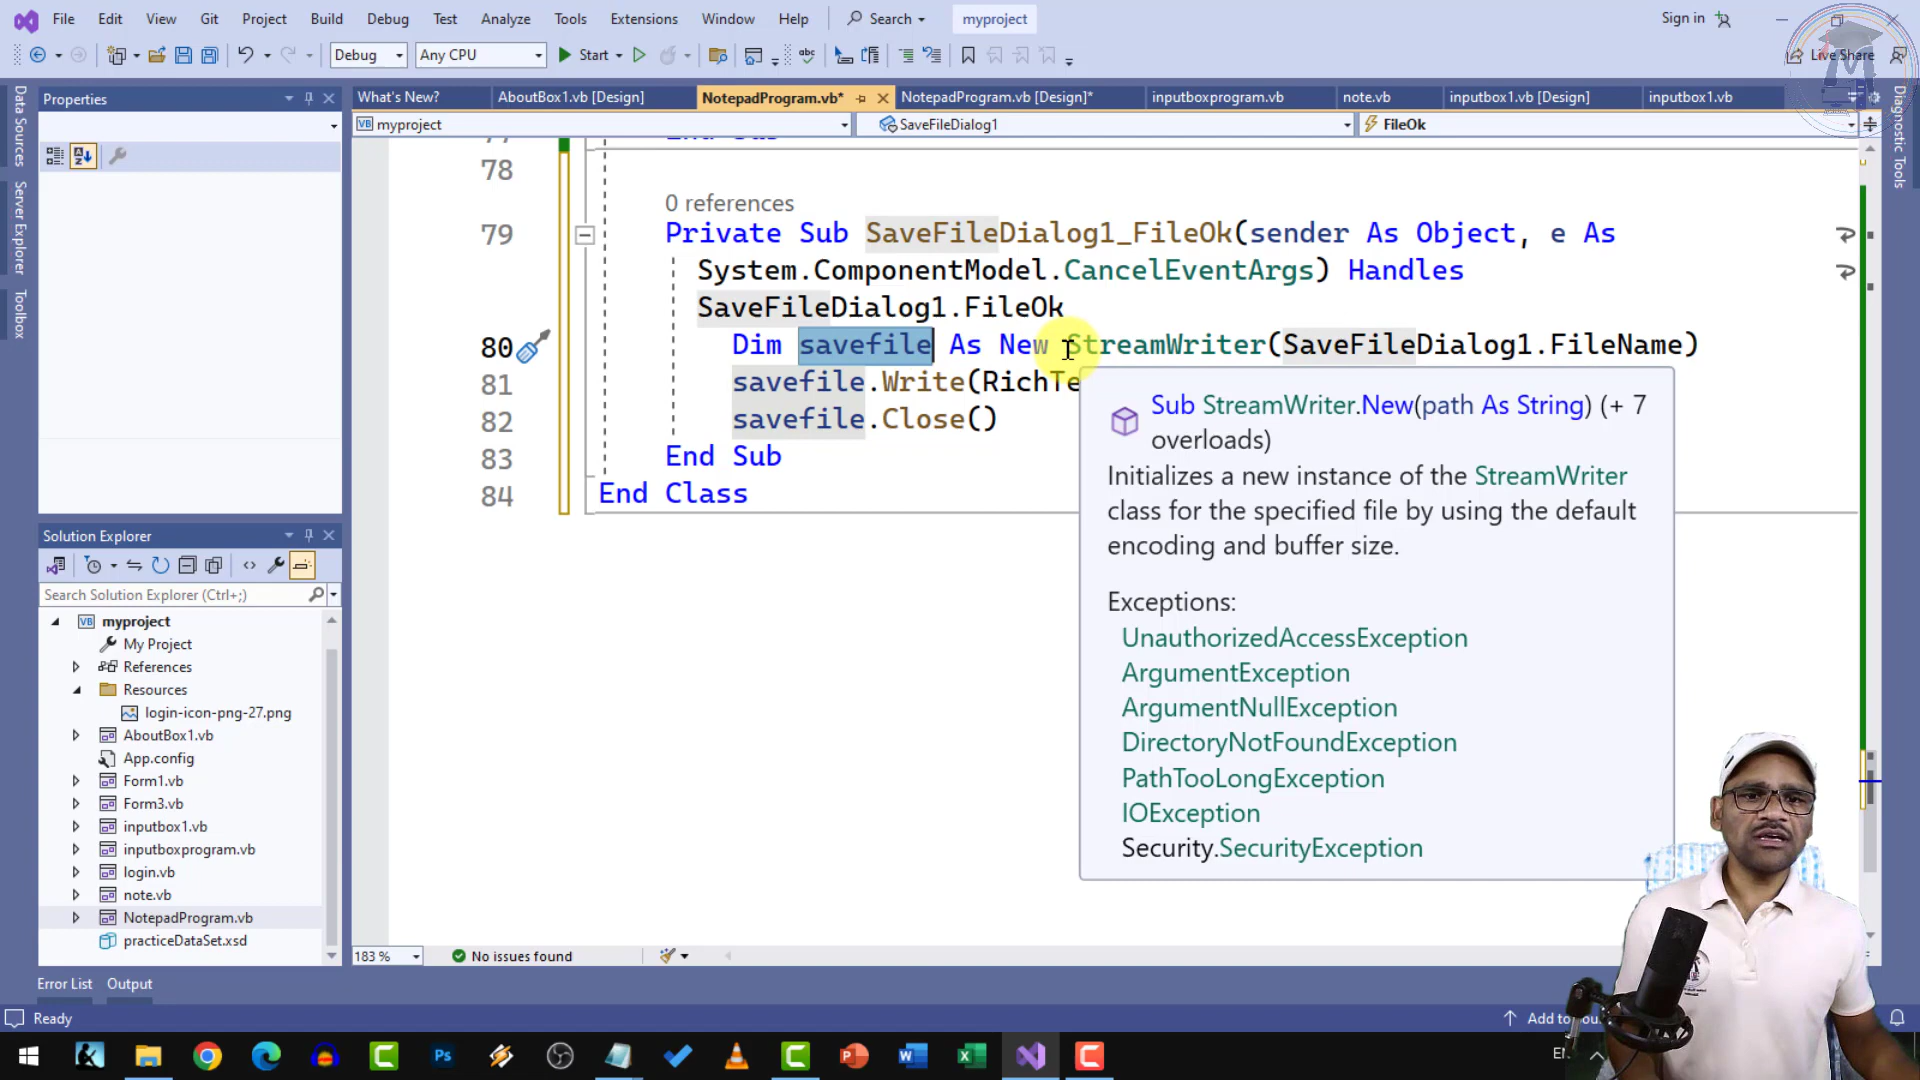 File Edit View Git Project Build Debug Test Analyze Tools Extensions Window Help Search myproject Sign in
Debug Any CPU Start Live Share
Data Sources
Server Explorer
Toolbox
Properties
What's New? AboutBox1.vb [Design] NotepadProgram.vb* NotepadProgram.vb [Design]* inputboxprogram.vb note.vb inputbox1.vb [Design] inputbox1.vb
VB myproject SaveFileDialog1 FileOk
Diagnostic Tools
78
0 references
79 Private Sub SaveFileDialog1_FileOk(sender As Object, e As
System.ComponentModel.CancelEventArgs) Handles
SaveFileDialog1.FileOk
80 Dim savefile As New StreamWriter(SaveFileDialog1.FileName)
81 savefile.Write(RichTe
82 savefile.Close()
83 End Sub
84 End Class
Sub StreamWriter.New(path As String) (+ 7
overloads)
Initializes a new instance of the StreamWriter
class for the specified file by using the default
encoding and buffer size.
Exceptions:
UnauthorizedAccessException
ArgumentException
ArgumentNullException
DirectoryNotFoundException
PathTooLongException
IOException
Security.SecurityException
Solution Explorer
Search Solution Explorer (Ctrl+;)
VB myproject
My Project
References
Resources
login-icon-png-27.png
AboutBox1.vb
App.config
Form1.vb
Form3.vb
inputbox1.vb
inputboxprogram.vb
login.vb
note.vb
NotepadProgram.vb
practiceDataSet.xsd
183 % No issues found
Error List Output
Ready Add to